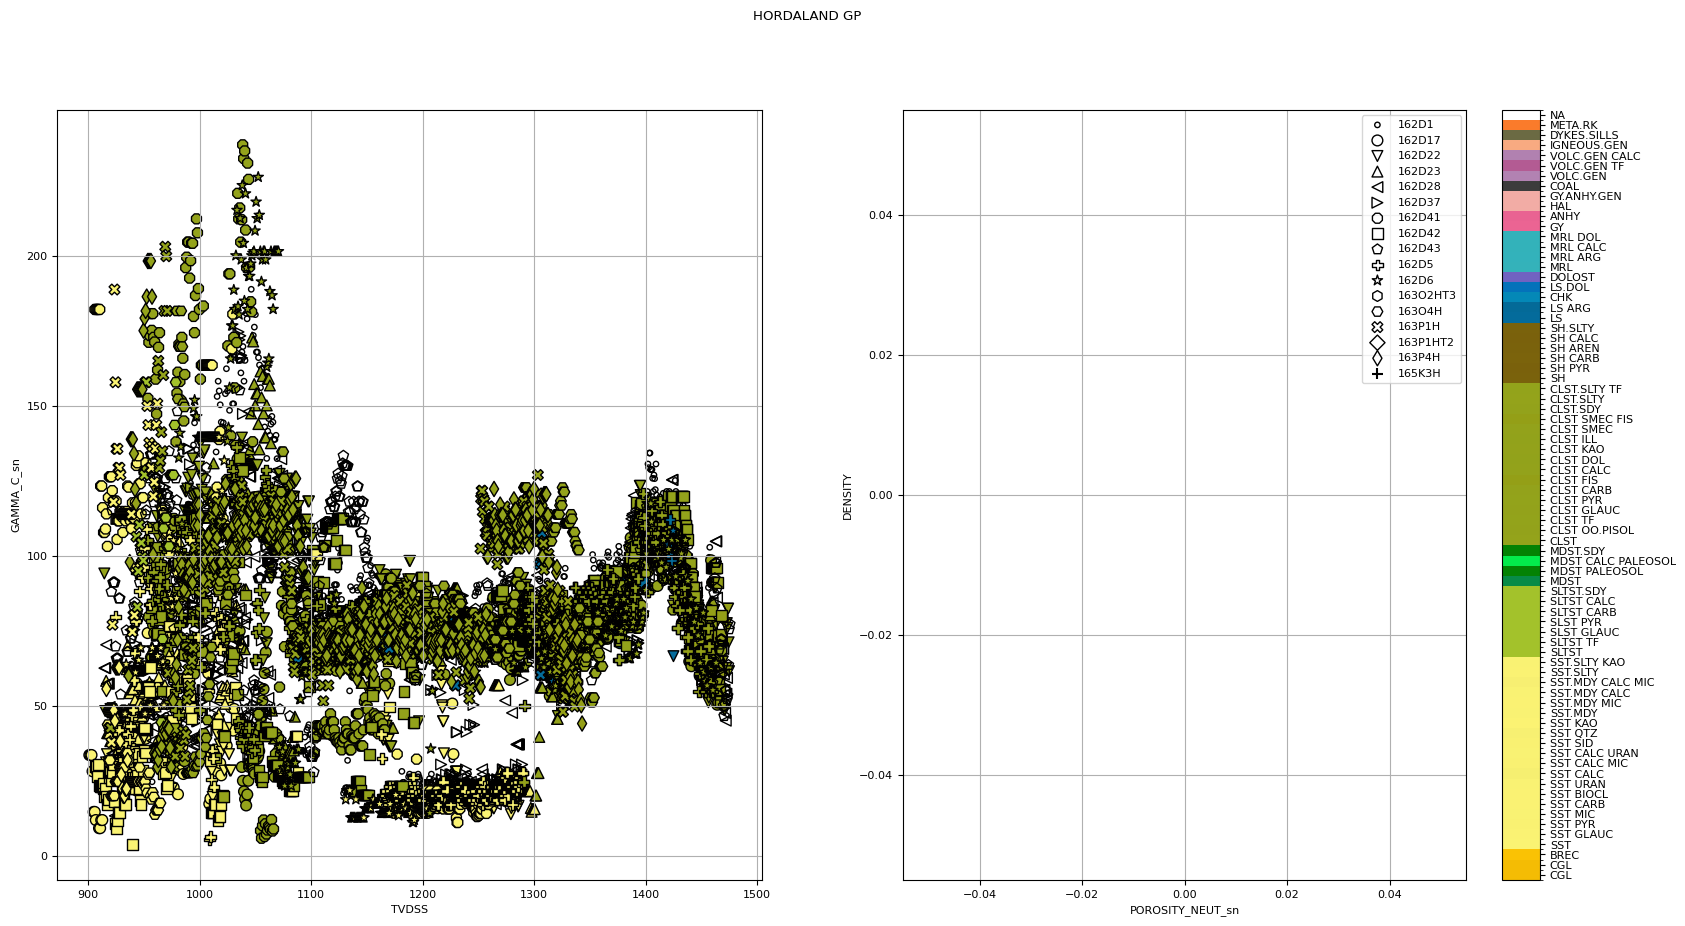 HORDALAND GP
GAMMA_C_sn
200
150
100
50
0
900
1000
1100
1200
1300
1400
1500
TVDSS
DENSITY
0.04
0.02
0.00
−0.02
−0.04
−0.04
−0.02
0.00
0.02
0.04
POROSITY_NEUT_sn
162D1
162D17
162D22
162D23
162D28
162D37
162D41
162D42
162D43
162D5
162D6
163O2HT3
163O4H
163P1H
163P1HT2
163P4H
165K3H
NA
META.RK
DYKES.SILLS
IGNEOUS.GEN
VOLC.GEN CALC
VOLC.GEN TF
VOLC.GEN
COAL
GY.ANHY.GEN
HAL
ANHY
GY
MRL DOL
MRL CALC
MRL ARG
MRL
DOLOST
LS.DOL
CHK
LS ARG
LS
SH.SLTY
SH CALC
SH AREN
SH CARB
SH PYR
SH
CLST.SLTY TF
CLST.SLTY
CLST.SDY
CLST SMEC FIS
CLST SMEC
CLST ILL
CLST KAO
CLST DOL
CLST CALC
CLST FIS
CLST CARB
CLST PYR
CLST GLAUC
CLST TF
CLST OO.PISOL
CLST
MDST.SDY
MDST CALC PALEOSOL
MDST PALEOSOL
MDST
SLTST.SDY
SLTST CALC
SLTST CARB
SLST PYR
SLST GLAUC
SLTST TF
SLTST
SST.SLTY KAO
SST.SLTY
SST.MDY CALC MIC
SST.MDY CALC
SST.MDY MIC
SST.MDY
SST KAO
SST QTZ
SST SID
SST CALC URAN
SST CALC MIC
SST CALC
SST URAN
SST BIOCL
SST CARB
SST MIC
SST PYR
SST GLAUC
SST
BREC
CGL
CGL